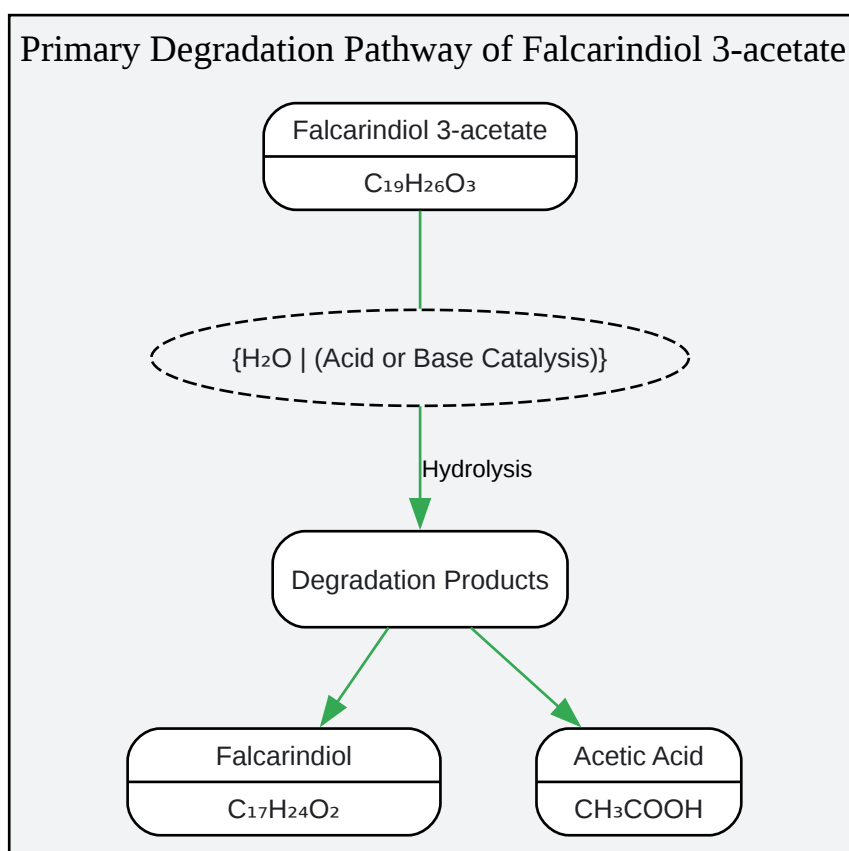 Primary Degradation Pathway of Falcarindiol 3-acetate
Falcarindiol 3-acetate
C₁₉H₂₆O₃
{H₂O | (Acid or Base Catalysis)}
Hydrolysis
Degradation Products
Falcarindiol
C₁₇H₂₄O₂
Acetic Acid
CH₃COOH